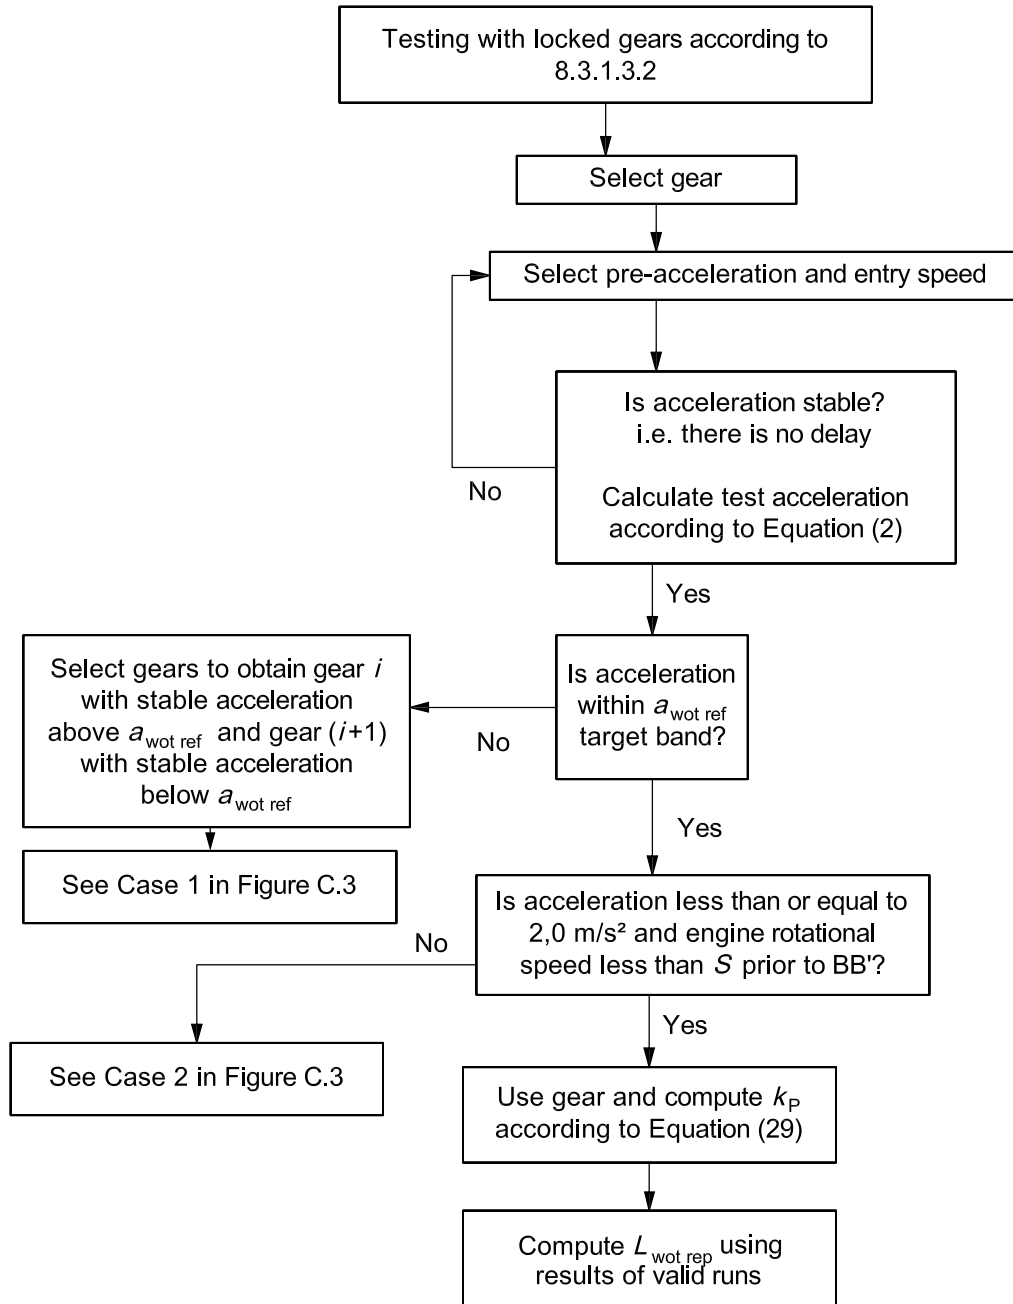 Testing with locked gears according to
8.3.1.3.2
Select gear
Select pre-acceleration and entry speed
Is acceleration stable?
i.e. there is no delay
Calculate test acceleration
according to Equation (2)
No
Yes
Select gears to obtain gear i
with stable acceleration
above a wot ref and gear (i+1)
with stable acceleration
below a wot ref
Is acceleration
within a wot ref
target band?
No
Yes
See Case 1 in Figure C.3
Is acceleration less than or equal to
2,0 m/s² and engine rotational
speed less than S prior to BB'?
No
Yes
See Case 2 in Figure C.3
Use gear and compute kP
according to Equation (29)
Compute L wot rep using
results of valid runs